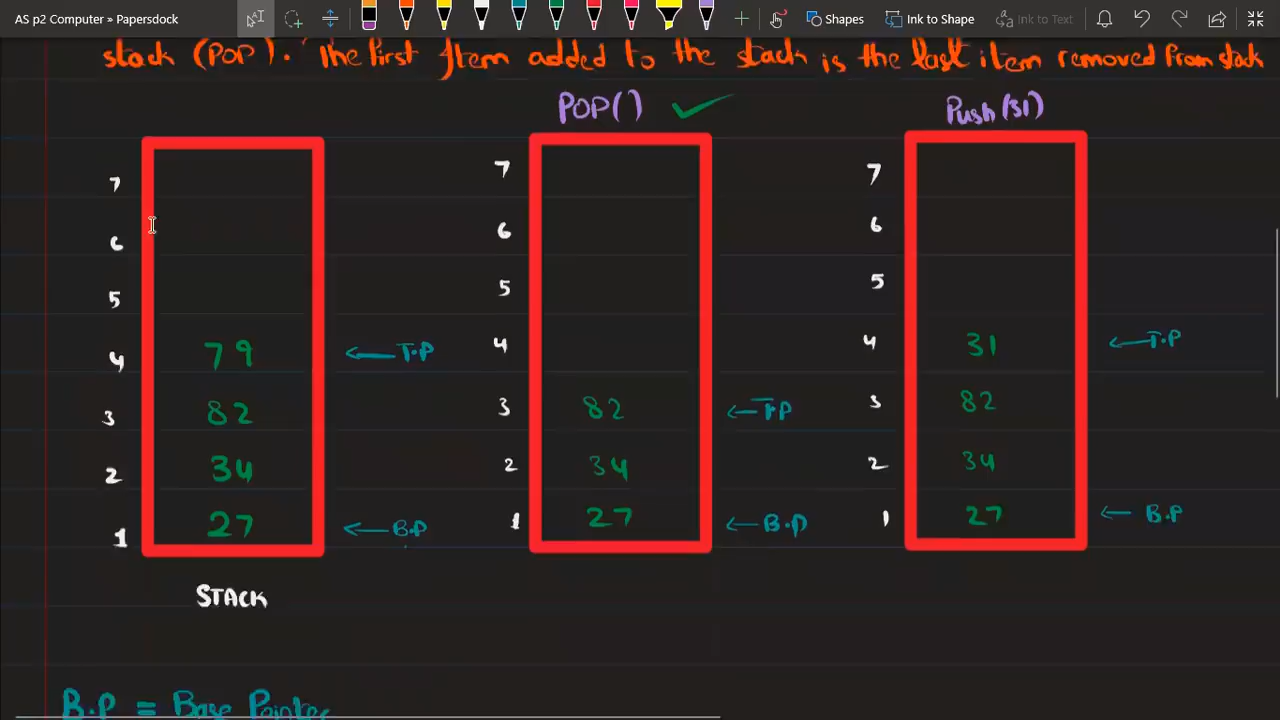 AS p2 Computer » Papersdock
Shapes
Ink to Shape
Ink to Text
stack (POP). The first Item added to the stack is the last item removed from stack
POP()
Push(31)
7
6
5
4 79 ← T.P
3 82
2 34
1 27 ← B.P
STACK
7
6
5
4
3 82 ← T.P
2 34
1 27 ← B.P
7
6
5
4 31 ← T.P
3 82
2 34
1 27 ← B.P
B.P = Base Pointer